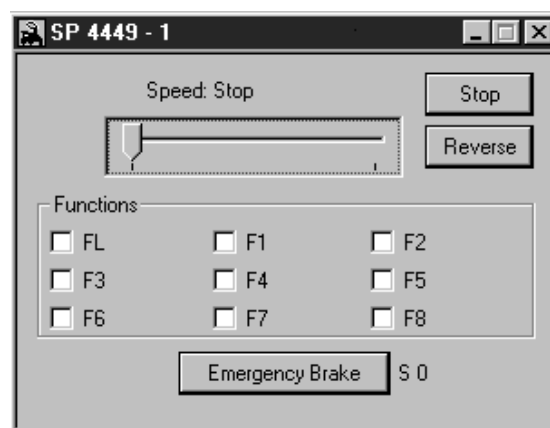 SP 4449 - 1
Speed: Stop
Stop
Reverse
Functions
FL F1 F2
F3 F4 F5
F6 F7 F8
Emergency Brake S 0